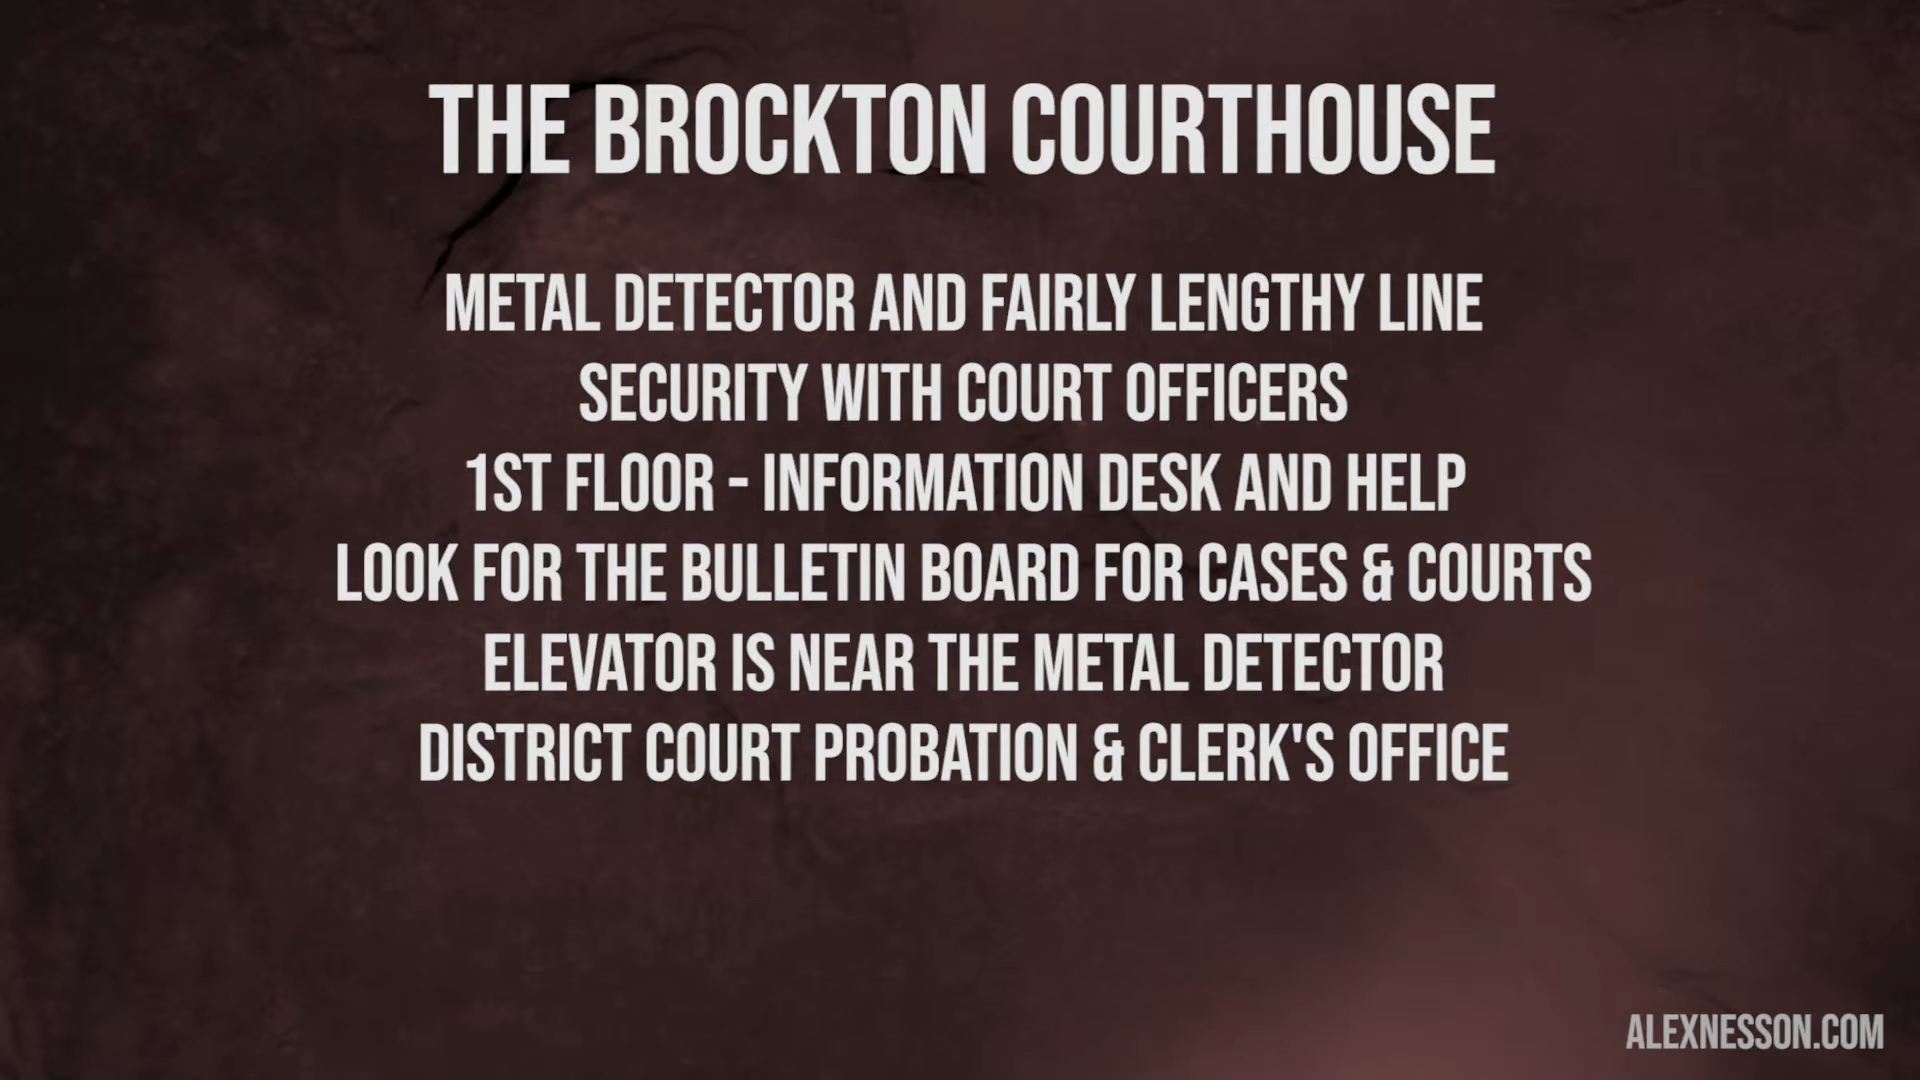 THE BROCKTON COURTHOUSE
METAL DETECTOR AND FAIRLY LENGTHY LINE
SECURITY WITH COURT OFFICERS
1ST FLOOR - INFORMATION DESK AND HELP
LOOK FOR THE BULLETIN BOARD FOR CASES & COURTS
ELEVATOR IS NEAR THE METAL DETECTOR
DISTRICT COURT PROBATION & CLERK'S OFFICE
ALEXNESSON.COM